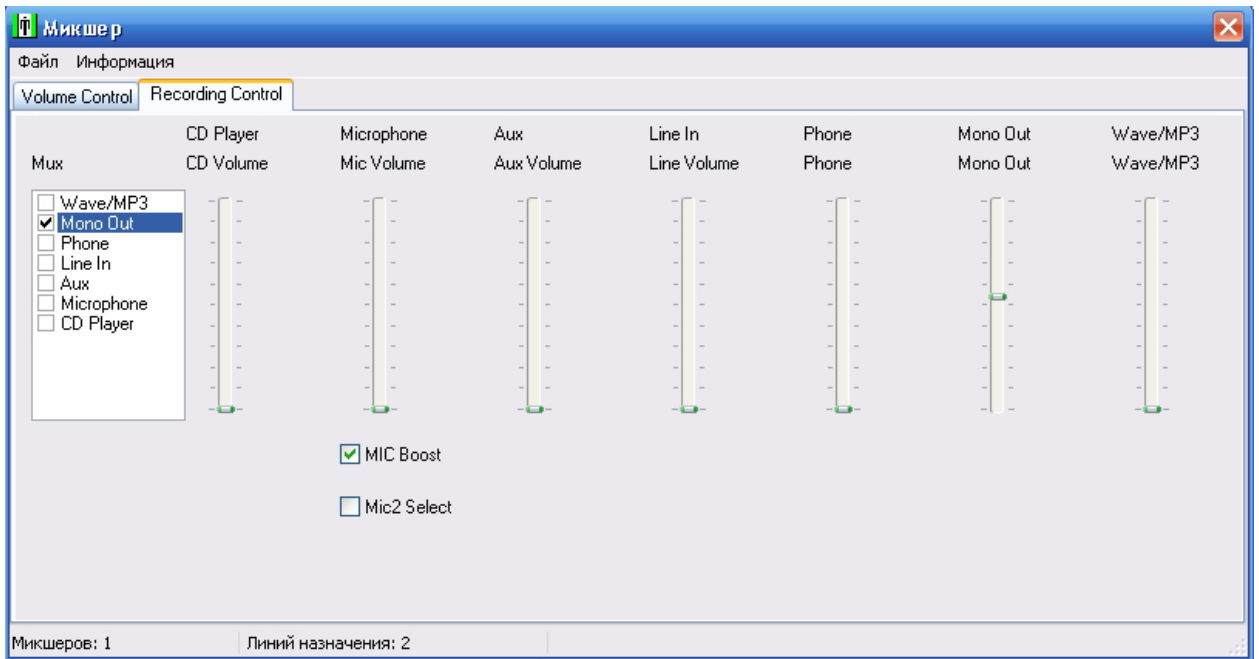 Микшер
Файл Информация
Volume Control Recording Control
CD Player Microphone Aux Line In Phone Mono Out Wave/MP3
Mux CD Volume Mic Volume Aux Volume Line Volume Phone Mono Out Wave/MP3
Wave/MP3
Mono Out
Phone
Line In
Aux
Microphone
CD Player
MIC Boost
Mic2 Select
Микшеров: 1 Линий назначения: 2